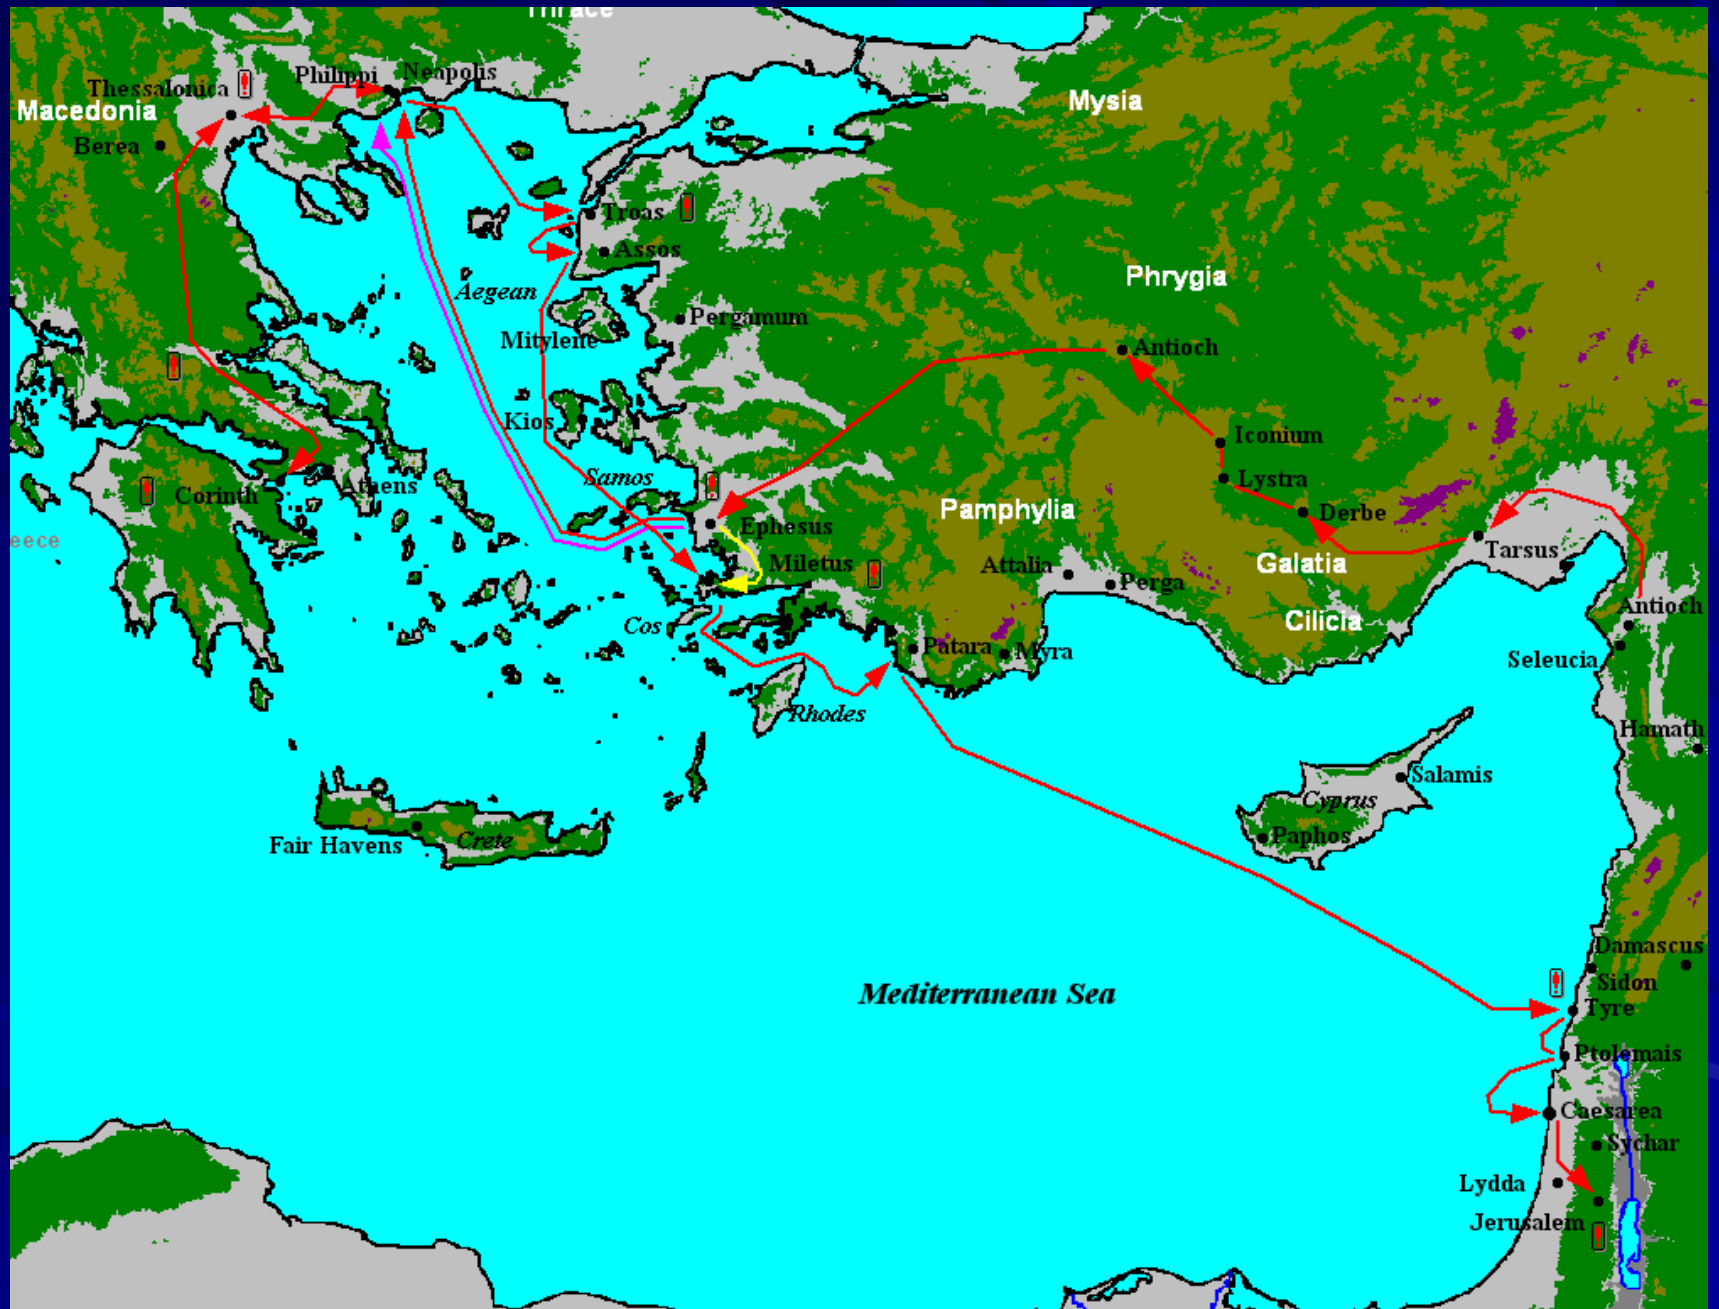 Thrace
Philippi
Neapolis
Thessalonica
Macedonia
Mysia
Berea
Troas
Assos
Phrygia
Aegean
Pergamum
Mitylene
Antioch
Kios
Iconium
Samos
Lystra
Athens
Corinth
Pamphylia
Derbe
Ephesus
eece
Tarsus
Miletus
Attalia
Galatia
Perga
Antioch
Cilicia
Cos
Patara
Myra
Seleucia
Rhodes
Hamath
Salamis
Cyprus
Paphos
Fair Havens
Crete
Damascus
Sidon
Mediterranean Sea
Tyre
Ptolemais
Caesarea
Sychar
Lydda
Jerusalem